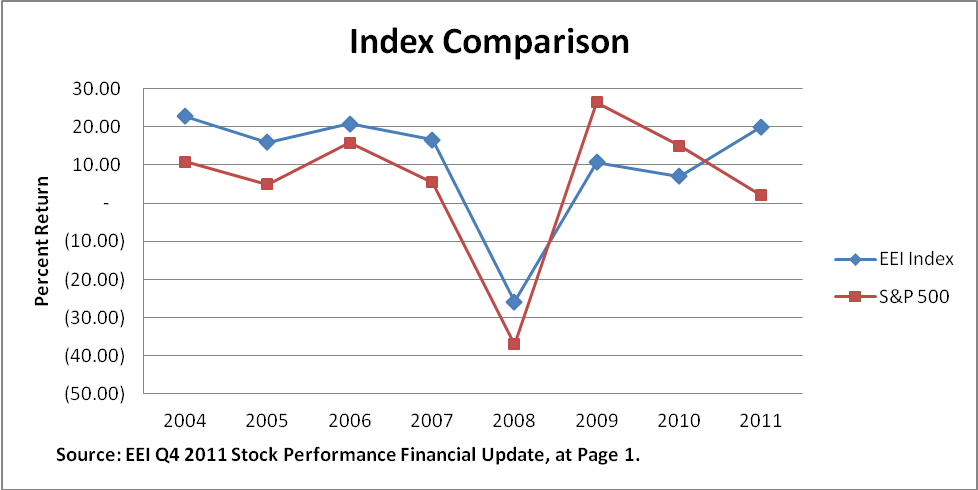 Index Comparison
Percent Return
30.00
20.00
10.00
-
(10.00)
(20.00)
(30.00)
(40.00)
(50.00)
2004 2005 2006 2007 2008 2009 2010 2011
EEI Index
S&P 500
Source: EEI Q4 2011 Stock Performance Financial Update, at Page 1.